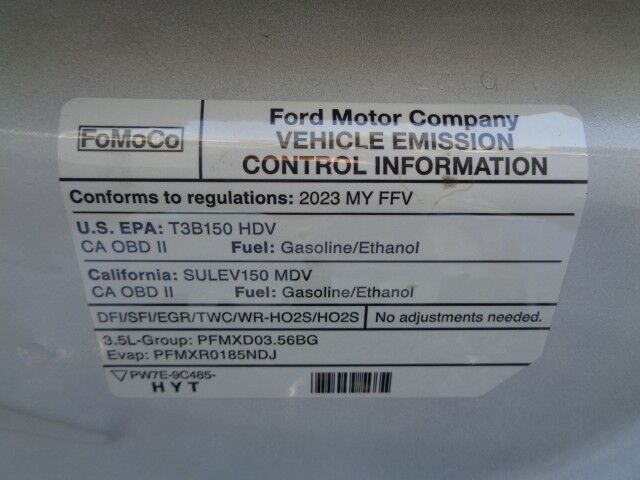 FoMoCo
Ford Motor Company
VEHICLE EMISSION
CONTROL INFORMATION
Conforms to regulations: 2023 MY FFV
U.S. EPA: T3B150 HDV
CA OBD II Fuel: Gasoline/Ethanol
California: SULEV150 MDV
CA OBD II Fuel: Gasoline/Ethanol
DFI/SFI/EGR/TWC/WR-HO2S/HO2S No adjustments needed.
3.5L-Group: PFMXD03.56BG
Evap: PFMXR0185NDJ
PW7E-9C485-
HYT